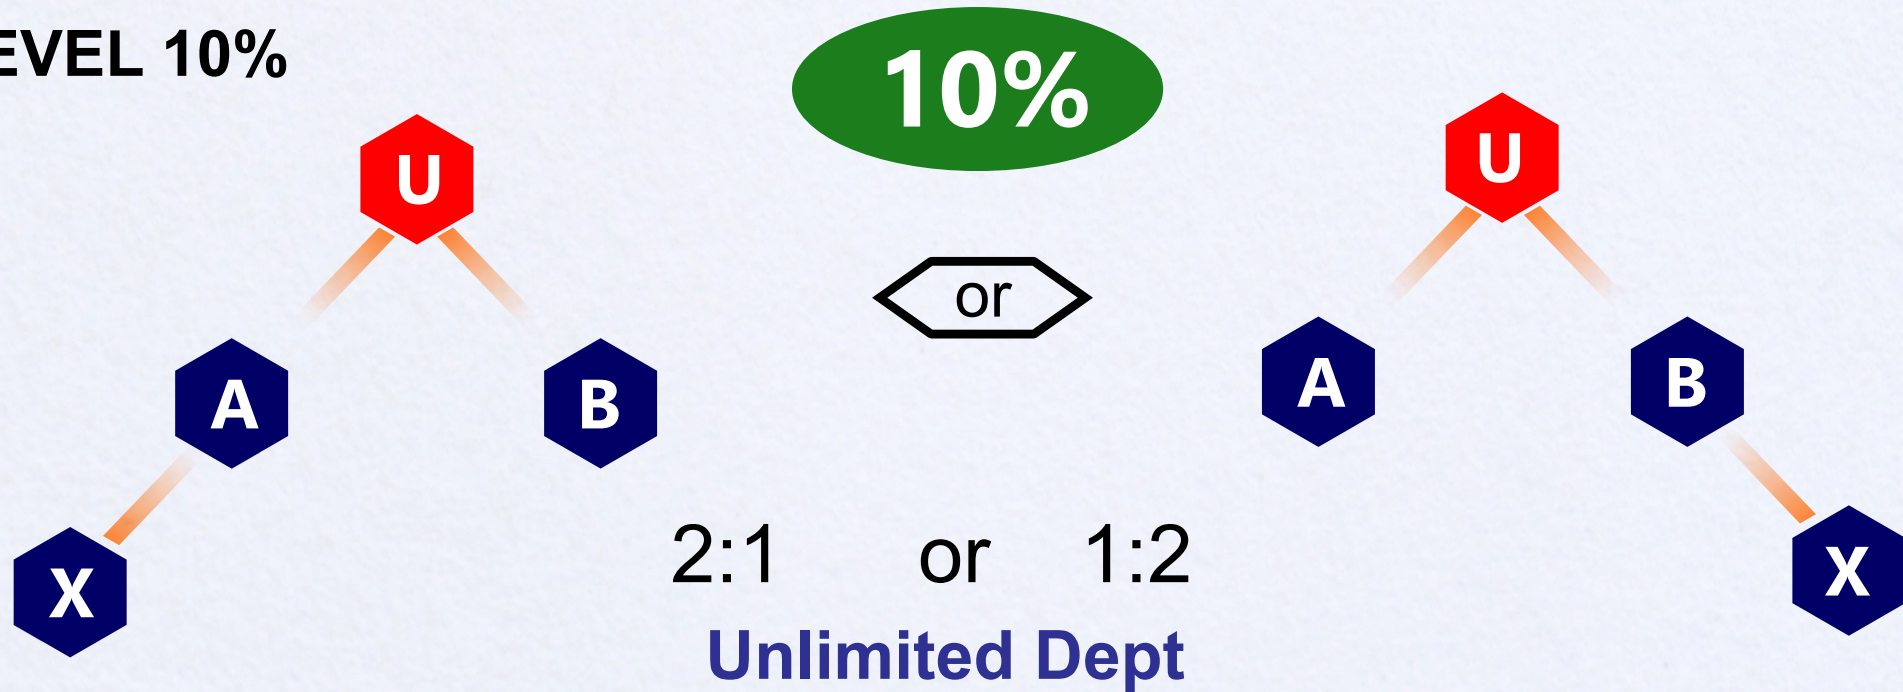 EVEL 10%
10%
U
U
or
A
B
A
B
2:1 or 1:2
X
X
Unlimited Dept